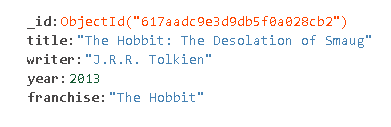 _id:ObjectId("617aadc9e3d9db5f0a028cb2")
title:"The Hobbit: The Desolation of Smaug"
writer:"J.R.R. Tolkien"
year:2013
franchise:"The Hobbit"